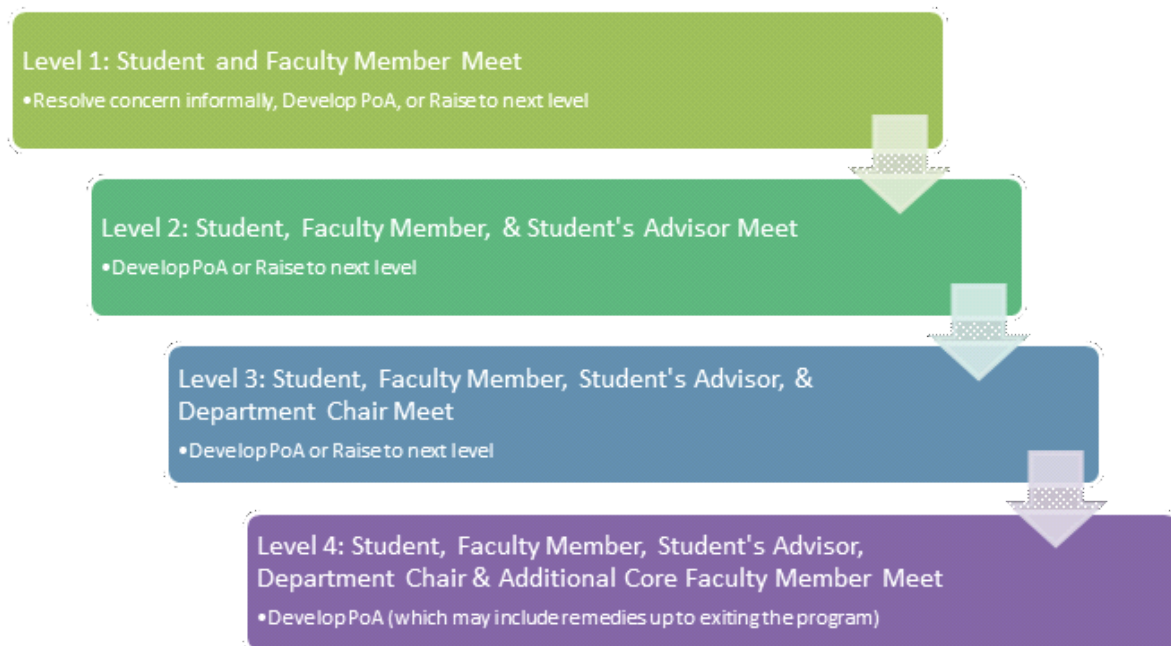 Level 1: Student and Faculty Member Meet
•Resolve concern informally, Develop PoA, or Raise to next level
Level 2: Student, Faculty Member, & Student's Advisor Meet
•Develop PoA or Raise to next level
Level 3: Student, Faculty Member, Student's Advisor, &
Department Chair Meet
•Develop PoA or Raise to next level
Level 4: Student, Faculty Member, Student's Advisor,
Department Chair & Additional Core Faculty Member Meet
•Develop PoA (which may include remedies up to exiting the program)